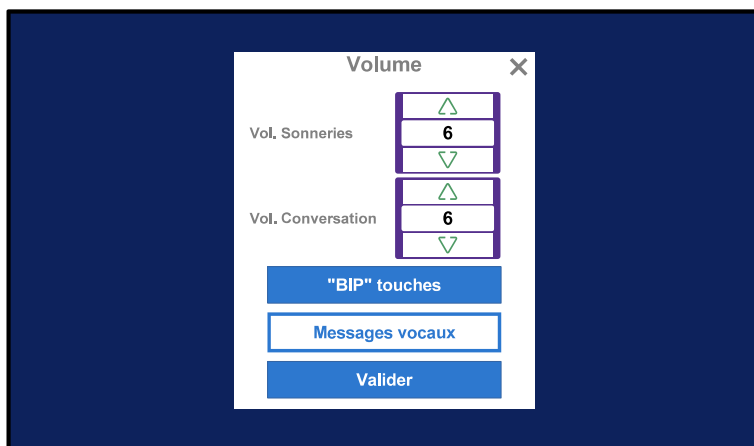 Volume
Vol. Sonneries
6
Vol. Conversation
6
"BIP" touches
Messages vocaux
Valider